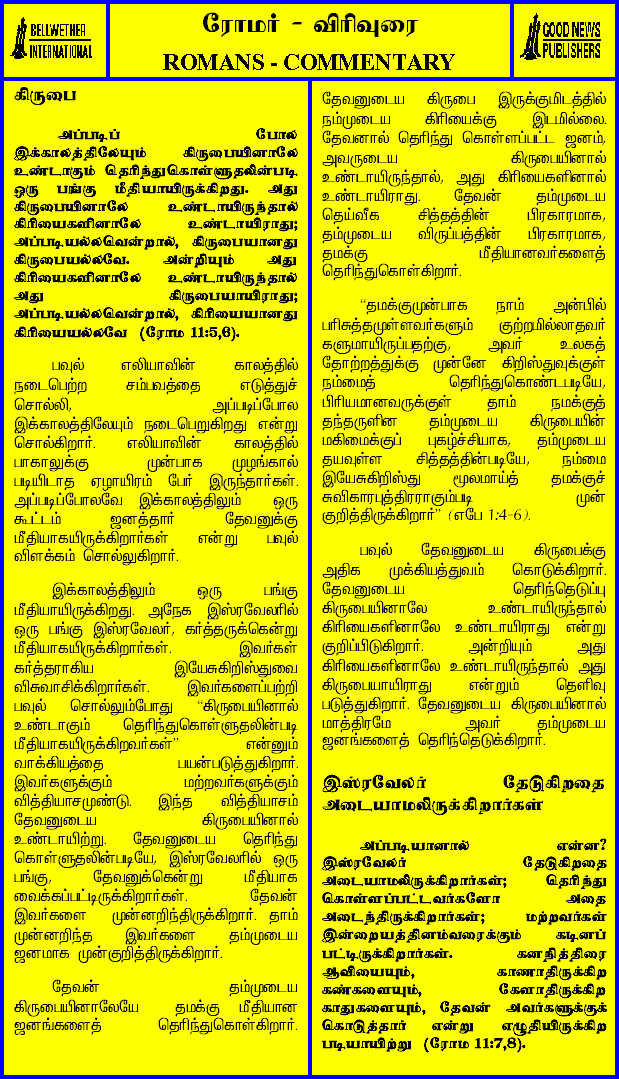 BELLWETHER
INTERNATIONAL
ரோமர் - விரிவுரை
ROMANS - COMMENTARY
GOOD NEWS
PUBLISHERS
கிருபை
அப்படிப் போல
இக்காலத்திலேயும் கிருபையினாலே
உண்டாகும் தெரிந்துகொள்ளுதலின்படி
ஒரு பங்கு மீதியாயிருக்கிறது. அது
கிருபையினாலே உண்டாயிருந்தால்
கிரியைகளினாலே உண்டாயிராது;
அப்படியல்லவென்றால், கிருபையானது
கிருபையல்லவே. அன்றியும் அது
கிரியைகளினாலே உண்டாயிருந்தால்
அது கிருபையாயிராது;
அப்படியல்லவென்றால், கிரியையானது
கிரியையல்லவே (ரோம 11:5,6).
பவுல் எலியாவின் காலத்தில்
நடைபெற்ற சம்பவத்தை எடுத்துச்
சொல்லி, அப்படிப்போல
இக்காலத்திலேயும் நடைபெறுகிறது என்று
சொல்கிறார். எலியாவின் காலத்தில்
பாகாலுக்கு முன்பாக முழங்கால்
படியிடாத ஏழாயிரம் பேர் இருந்தார்கள்.
அப்படிப்போலவே இக்காலத்திலும் ஒரு
கூட்டம் ஜனத்தார் தேவனுக்கு
மீதியாகயிருக்கிறார்கள் என்று பவுல்
விளக்கம் சொல்லுகிறார்.
இக்காலத்திலும் ஒரு பங்கு
மீதியாயிருக்கிறது. அநேக இஸ்ரவேலரில்
ஒரு பங்கு இஸ்ரவேலர், கர்த்தருக்கென்று
மீதியாகயிருக்கிறார்கள். இவர்கள்
கர்த்தராகிய இயேசுகிறிஸ்துவை
விசுவாசிக்கிறார்கள். இவர்களைப்பற்றி
பவுல் சொல்லும்போது “கிருபையினால்
உண்டாகும் தெரிந்துகொள்ளுதலின்படி
மீதியாகயிருக்கிறவர்கள்” என்னும்
வாக்கியத்தை பயன்படுத்துகிறார்.
இவர்களுக்கும் மற்றவர்களுக்கும்
வித்தியாசமுண்டு. இந்த வித்தியாசம்
தேவனுடைய கிருபையினால்
உண்டாயிற்று. தேவனுடைய தெரிந்து
கொள்ளுதலின்படியே, இஸ்ரவேலரில் ஒரு
பங்கு, தேவனுக்கென்று மீதியாக
வைக்கப்பட்டிருக்கிறார்கள். தேவன்
இவர்களை முன்னறிந்திருக்கிறார். தாம்
முன்னறிந்த இவர்களை தம்முடைய
ஜனமாக முன்குறித்திருக்கிறார்.
தேவன் தம்முடைய
கிருபையினாலேயே தமக்கு மீதியான
ஜனங்களைத் தெரிந்துகொள்கிறார்.
தேவனுடைய கிருபை இருக்குமிடத்தில்
நம்முடைய கிரியைக்கு இடமில்லை.
தேவனால் தெரிந்து கொள்ளப்பட்ட ஜனம்,
அவருடைய கிருபையினால்
உண்டாயிருந்தால், அது கிரியைகளினால்
உண்டாயிராது. தேவன் தம்முடைய
தெய்வீக சித்தத்தின் பிரகாரமாக,
தம்முடைய விருப்பத்தின் பிரகாரமாக,
தமக்கு மீதியானவர்களைத்
தெரிந்துகொள்கிறார்.
“தமக்குமுன்பாக நாம் அன்பில்
பரிசுத்தமுள்ளவர்களும் குற்றமில்லாதவர்
களுமாயிருப்பதற்கு, அவர் உலகத்
தோற்றத்துக்கு முன்னே கிறிஸ்துவுக்குள்
நம்மைத் தெரிந்துகொண்டபடியே,
பிரியமானவருக்குள் தாம் நமக்குத்
தந்தருளின தம்முடைய கிருபையின்
மகிமைக்குப் புகழ்ச்சியாக, தம்முடைய
தயவுள்ள சித்தத்தின்படியே, நம்மை
இயேசுகிறிஸ்து மூலமாய்த் தமக்குச்
சுவிகாரபுத்திரராகும்படி முன்
குறித்திருக்கிறார்” (எபே 1:4-6).
பவுல் தேவனுடைய கிருபைக்கு
அதிக முக்கியத்துவம் கொடுக்கிறார்.
தேவனுடைய தெரிந்தெடுப்பு
கிருபையினாலே உண்டாயிருந்தால்
கிரியைகளினாலே உண்டாயிராது என்று
குறிப்பிடுகிறார். அன்றியும் அது
கிரியைகளினாலே உண்டாயிருந்தால் அது
கிருபையாயிராது என்றும் தெளிவு
படுத்துகிறார். தேவனுடைய கிருபையினால்
மாத்திரமே அவர் தம்முடைய
ஜனங்களைத் தெரிந்தெடுக்கிறார்.
இஸ்ரவேலர் தேடுகிறதை
அடையாமலிருக்கிறார்கள்
அப்படியானால் என்ன?
இஸ்ரவேலர் தேடுகிறதை
அடையாமலிருக்கிறார்கள்; தெரிந்து
கொள்ளப்பட்டவர்களோ அதை
அடைந்திருக்கிறார்கள்; மற்றவர்கள்
இன்றையத்தினம்வரைக்கும் கடினப்
பட்டிருக்கிறார்கள். கனநித்திரை
ஆவியையும், காணாதிருக்கிற
கண்களையும், கேளாதிருக்கிற
காதுகளையும், தேவன் அவர்களுக்குக்
கொடுத்தார் என்று எழுதியிருக்கிற
படியாயிற்று (ரோம 11:7,8).